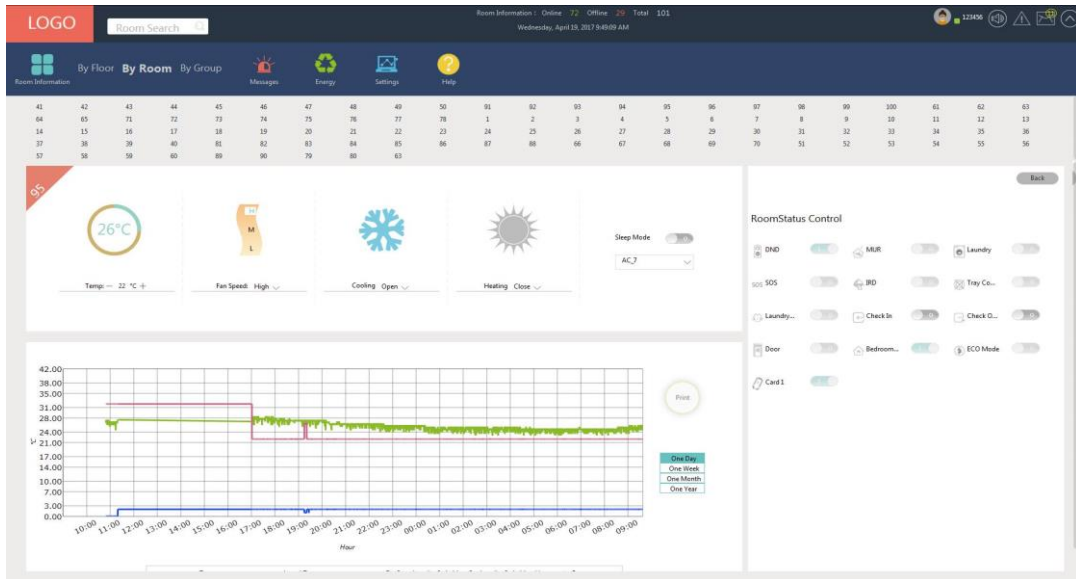 LOGO
Room Search
Room Information : Online 72 Offline 29 Total 101
Wednesday, April 19, 2017 9:49:09 AM
123456
Room Information
By Floor By Room By Group
Messages
Energy
Settings
Help
41 42 43 44 45 46 47 48 49 50 91 92 93 94 95 96 97 98 99 100 61 62 63
64 65 71 72 73 74 75 76 77 78 1 2 3 4 5 6 7 8 9 10 11 12 13
14 15 16 17 18 19 20 21 22 23 24 25 26 27 28 29 30 31 32 33 34 35 36
37 38 39 40 81 82 83 84 85 86 87 88 66 67 68 69 70 51 52 53 54 55 56
57 58 59 60 89 90 79 80 63
95
26°C
M
L
Temp: — 22 °C +
Fan Speed: High
Cooling Open
Heating Close
Sleep Mode
AC_7
Back
RoomStatus Control
DND
MUR
Laundry
SOS SOS
IRD
Tray Co...
Laundry...
Check In
Check O...
Door
Bedroom...
ECO Mode
Card 1
42.00
38.00
35.00
31.00
28.00
24.00
21.00
17.00
14.00
10.00
7.00
3.00
0.00
°C
10:00 11:00 12:00 13:00 14:00 15:00 16:00 17:00 18:00 19:00 20:00 21:00 22:00 23:00 00:00 01:00 02:00 03:00 04:00 05:00 06:00 07:00 08:00 09:00
Hour
Print
One Day
One Week
One Month
One Year